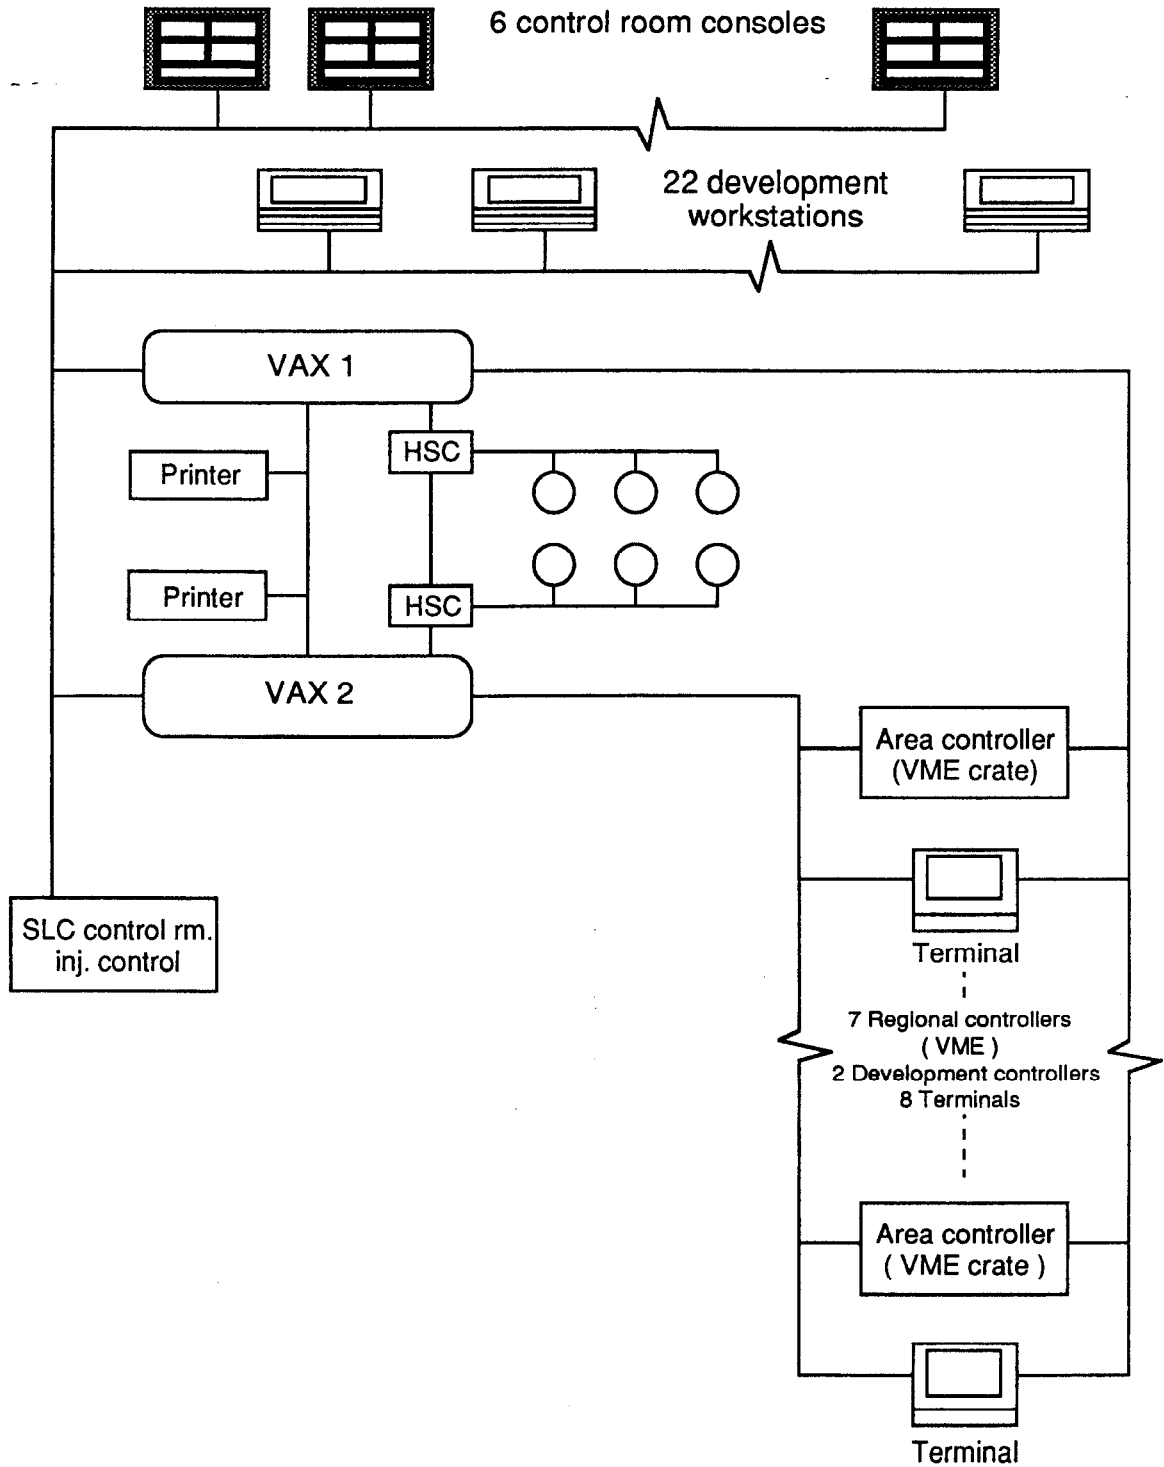 6 control room consoles
22 development
workstations
VAX 1
HSC
Printer
Printer
HSC
VAX 2
Area controller
(VME crate)
SLC control rm.
inj. control
Terminal
7 Regional controllers
( VME )
2 Development controllers
8 Terminals
Area controller
( VME crate )
Terminal